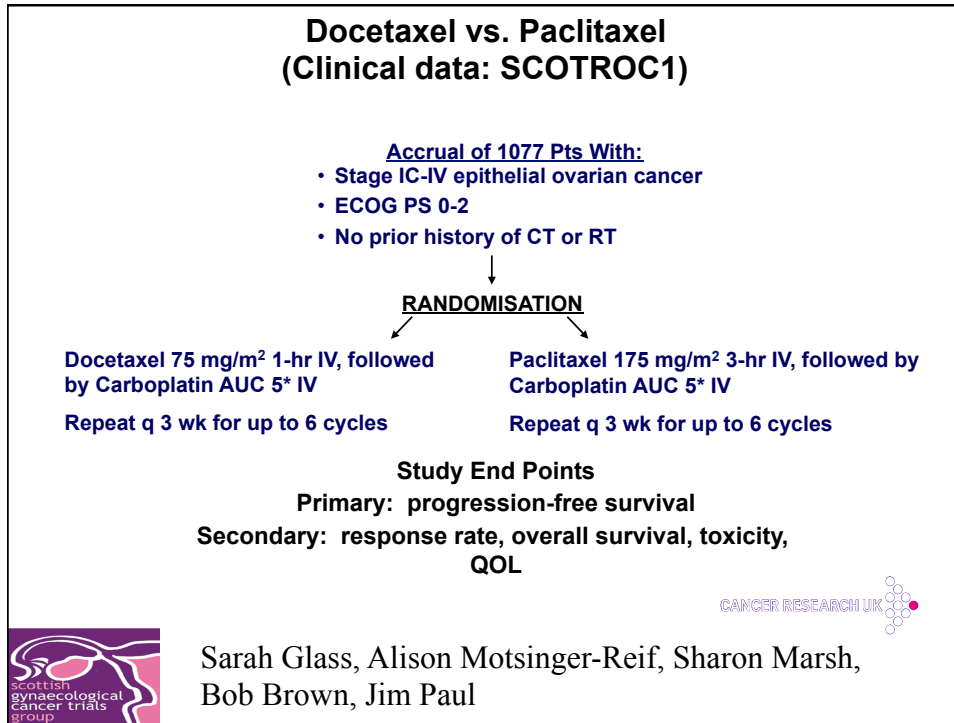 Docetaxel vs. Paclitaxel
(Clinical data: SCOTROC1)
Accrual of 1077 Pts With:
• Stage IC-IV epithelial ovarian cancer
• ECOG PS 0-2
• No prior history of CT or RT
RANDOMISATION
Docetaxel 75 mg/m² 1-hr IV, followed
by Carboplatin AUC 5* IV
Repeat q 3 wk for up to 6 cycles
Paclitaxel 175 mg/m² 3-hr IV, followed by
Carboplatin AUC 5* IV
Repeat q 3 wk for up to 6 cycles
Study End Points
Primary: progression-free survival
Secondary: response rate, overall survival, toxicity,
QOL
CANCER RESEARCH UK
scottish
gynaecological
cancer trials
group
Sarah Glass, Alison Motsinger-Reif, Sharon Marsh,
Bob Brown, Jim Paul